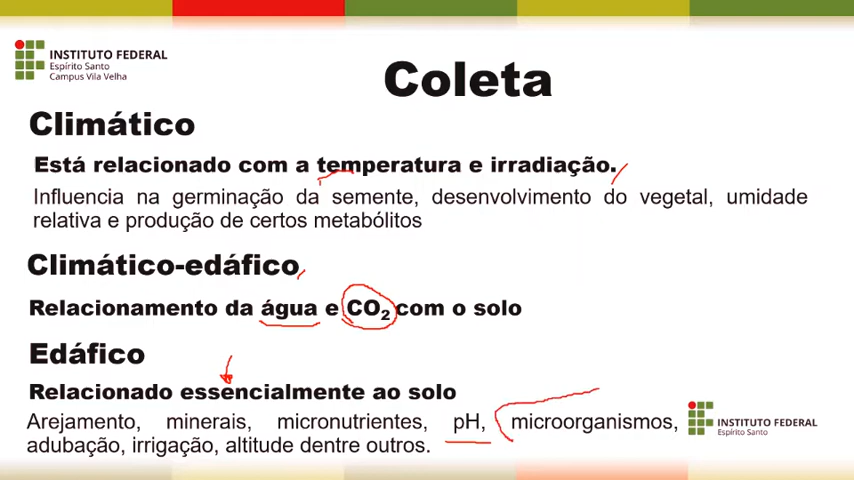 INSTITUTO FEDERAL
Espírito Santo
Campus Vila Velha
Coleta
Climático
Está relacionado com a temperatura e irradiação.
Influencia na germinação da semente, desenvolvimento do vegetal, umidade
relativa e produção de certos metabólitos
Climático-edáfico
Relacionamento da água e CO₂ com o solo
Edáfico
Relacionado essencialmente ao solo
Arejamento, minerais, micronutrientes, pH, microorganismos,
adubação, irrigação, altitude dentre outros.
INSTITUTO FEDERAL
Espírito Santo